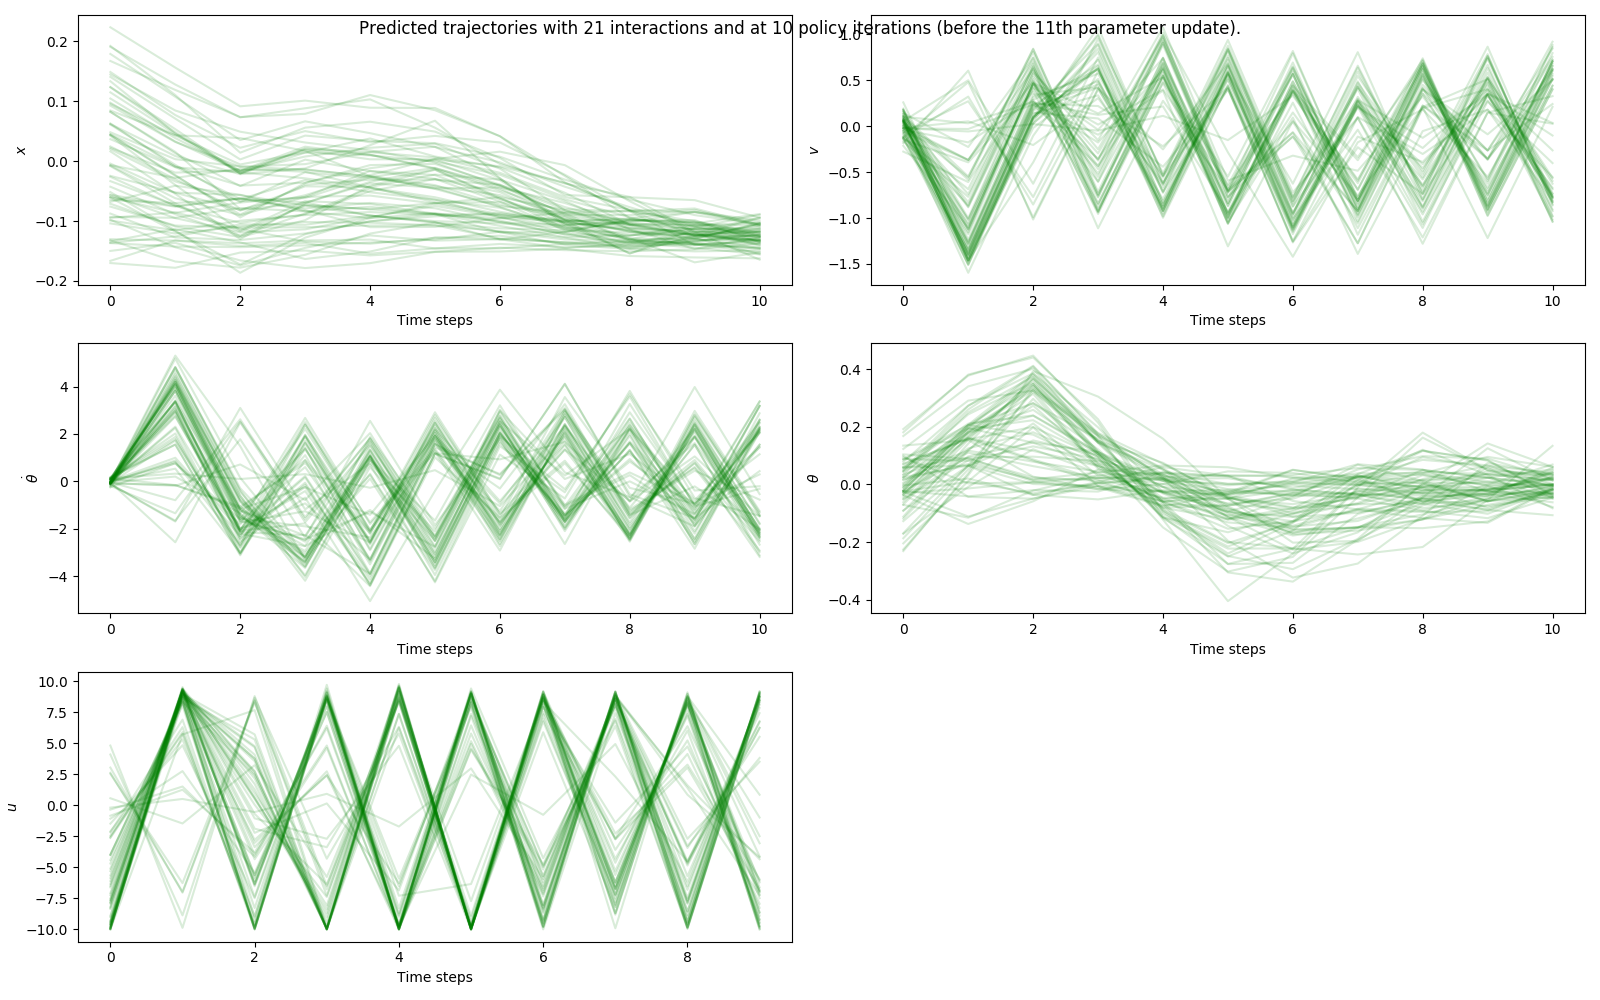 Predicted trajectories with 21 interactions and at 10 policy iterations (before the 11th parameter update).
0.2
0.1
0.0
−0.1
−0.2
x
0 2 4 6 8 10
Time steps
1.0
0.5
0.0
−0.5
−1.0
−1.5
v
0 2 4 6 8 10
Time steps
4
2
0
−2
−4
θ̇
0 2 4 6 8 10
Time steps
0.4
0.2
0.0
−0.2
−0.4
θ
0 2 4 6 8 10
Time steps
10.0
7.5
5.0
2.5
0.0
−2.5
−5.0
−7.5
−10.0
u
0 2 4 6 8
Time steps